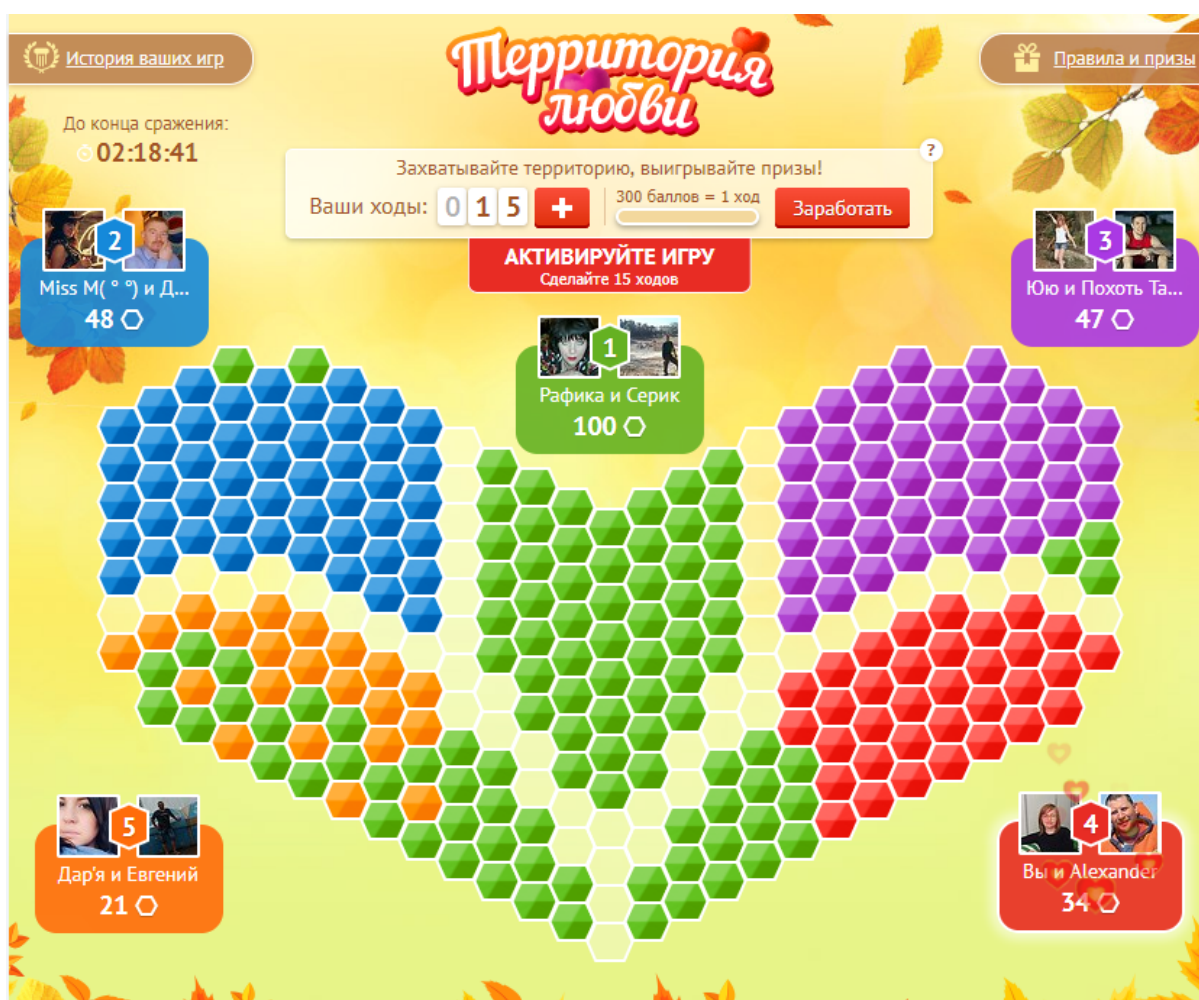 История ваших игр
Территория
любви
Правила и призы
До конца сражения:
02:18:41
?
Захватывайте территорию, выигрывайте призы!
Ваши ходы: 0 1 5 +
300 баллов = 1 ход
Заработать
АКТИВИРУЙТЕ ИГРУ
Сделайте 15 ходов
2
Miss M( ° °) и Д...
48
3
Юю и Похоть Та...
47
1
Рафика и Серик
100
5
Дар'я и Евгений
21
4
Вы и Alexander
34